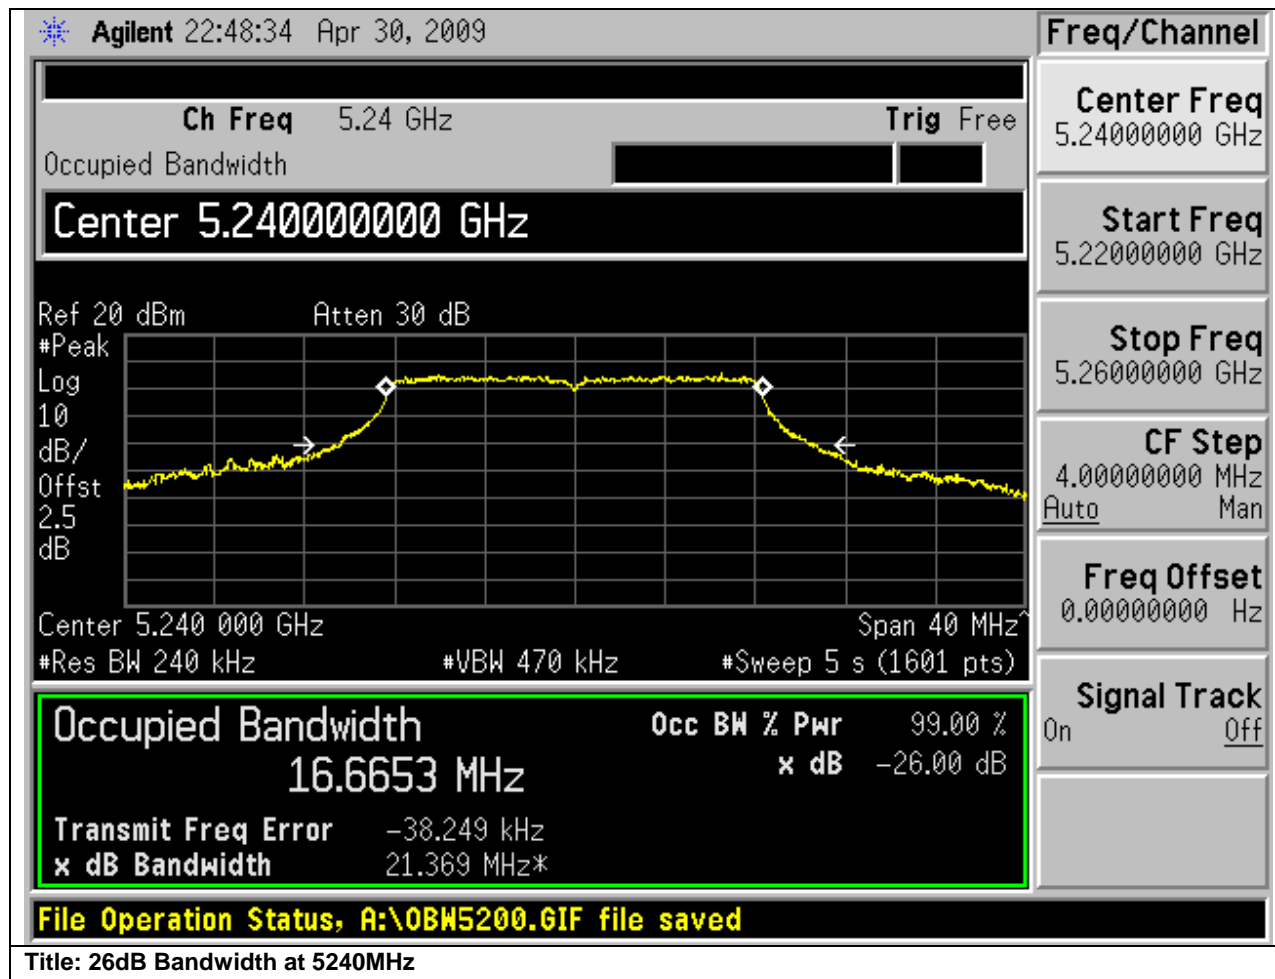 Agilent 22:48:34 Apr 30, 2009
Freq/Channel
Ch Freq 5.24 GHz Trig Free
Occupied Bandwidth
Center 5.240000000 GHz
Ref 20 dBm Atten 30 dB
#Peak
Log
10
dB/
Offst
2.5
dB
Center 5.240 000 GHz Span 40 MHz^
#Res BW 240 kHz #VBW 470 kHz #Sweep 5 s (1601 pts)
Occupied Bandwidth
16.6653 MHz
Occ BW % Pwr 99.00 %
x dB -26.00 dB
Transmit Freq Error -38.249 kHz
x dB Bandwidth 21.369 MHz*
File Operation Status, A:\OBW5200.GIF file saved
Center Freq
5.24000000 GHz
Start Freq
5.22000000 GHz
Stop Freq
5.26000000 GHz
CF Step
4.00000000 MHz
Auto Man
Freq Offset
0.00000000 Hz
Signal Track
On Off
Title: 26dB Bandwidth at 5240MHz